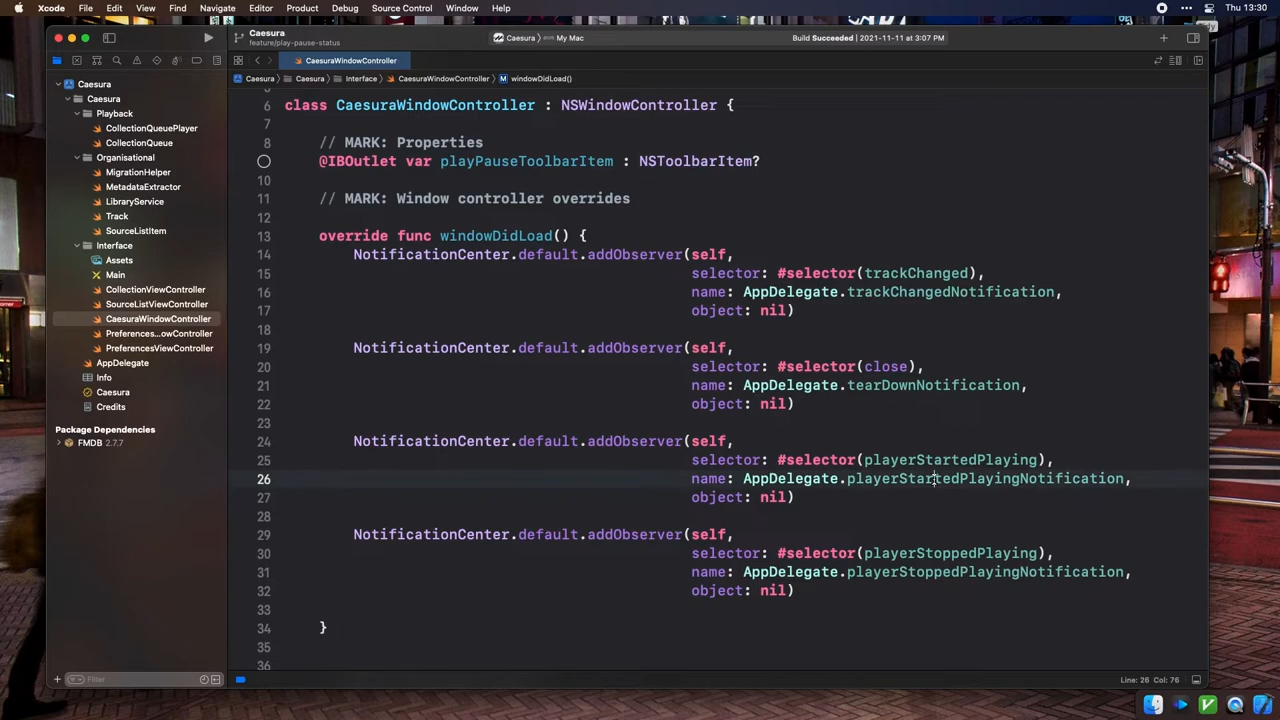 Xcode File Edit View Find Navigate Editor Product Debug Source Control Window Help Thu 13:30
Caesura
feature/play-pause-status
Caesura › My Mac
Build Succeeded | 2021-11-11 at 3:07 PM
CaesuraWindowController
Caesura › Caesura › Interface › CaesuraWindowController › M windowDidLoad()
Caesura
Caesura
Playback
CollectionQueuePlayer
CollectionQueue
Organisational
MigrationHelper
MetadataExtractor
LibraryService
Track
SourceListItem
Interface
Assets
Main
CollectionViewController
SourceListViewController
CaesuraWindowController
Preferences...owController
PreferencesViewController
AppDelegate
Info
Caesura
Credits
Package Dependencies
FMDB 2.7.7
Filter
6 class CaesuraWindowController : NSWindowController {
7
8 // MARK: Properties
@IBOutlet var playPauseToolbarItem : NSToolbarItem?
10
11 // MARK: Window controller overrides
12
13 override func windowDidLoad() {
14 NotificationCenter.default.addObserver(self,
15 selector: #selector(trackChanged),
16 name: AppDelegate.trackChangedNotification,
17 object: nil)
18
19 NotificationCenter.default.addObserver(self,
20 selector: #selector(close),
21 name: AppDelegate.tearDownNotification,
22 object: nil)
23
24 NotificationCenter.default.addObserver(self,
25 selector: #selector(playerStartedPlaying),
26 name: AppDelegate.playerStartedPlayingNotification,
27 object: nil)
28
29 NotificationCenter.default.addObserver(self,
30 selector: #selector(playerStoppedPlaying),
31 name: AppDelegate.playerStoppedPlayingNotification,
32 object: nil)
33
34 }
35
36
Line: 26 Col: 76